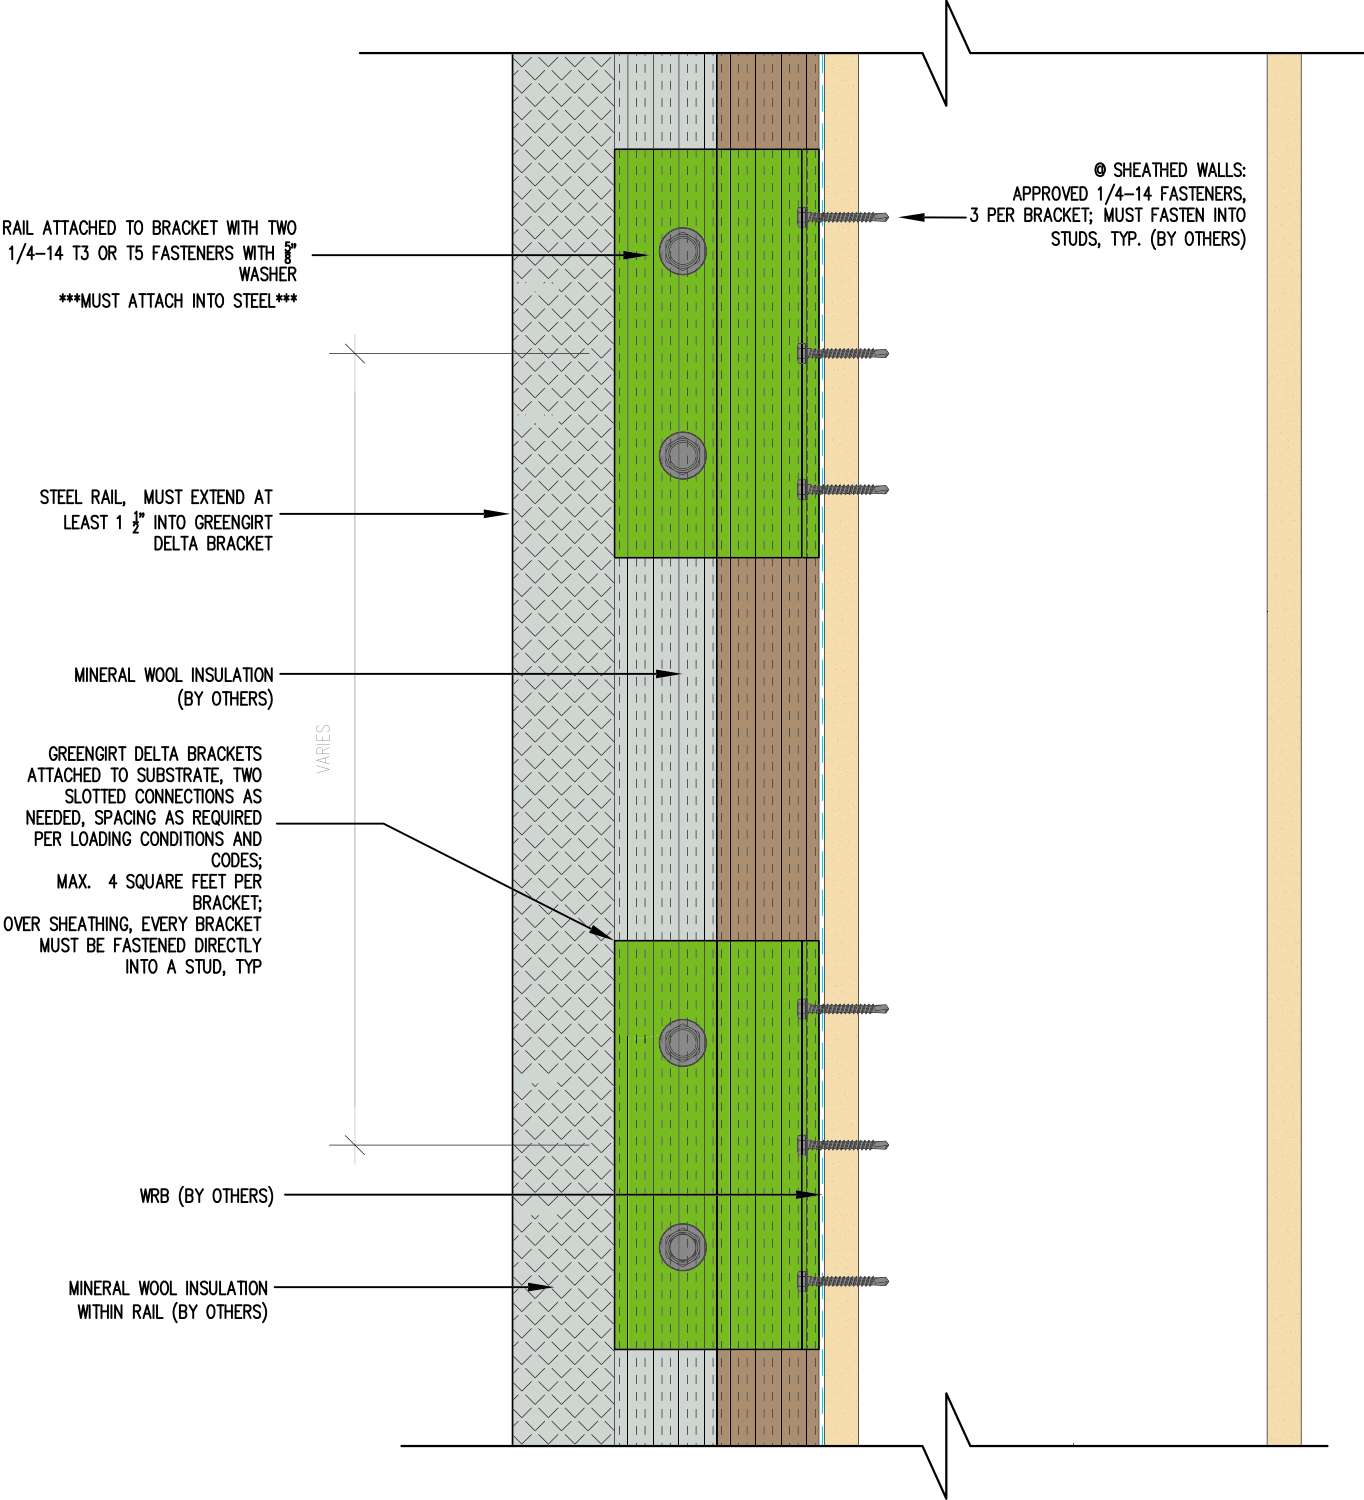 @ SHEATHED WALLS:
APPROVED 1/4-14 FASTENERS,
3 PER BRACKET; MUST FASTEN INTO
STUDS, TYP. (BY OTHERS)
RAIL ATTACHED TO BRACKET WITH TWO
1/4-14 T3 OR T5 FASTENERS WITH 5/8"
WASHER
***MUST ATTACH INTO STEEL***
STEEL RAIL, MUST EXTEND AT
LEAST 1 1/2" INTO GREENGIRT
DELTA BRACKET
MINERAL WOOL INSULATION
(BY OTHERS)
VARIES
GREENGIRT DELTA BRACKETS
ATTACHED TO SUBSTRATE, TWO
SLOTTED CONNECTIONS AS
NEEDED, SPACING AS REQUIRED
PER LOADING CONDITIONS AND
CODES;
MAX. 4 SQUARE FEET PER
BRACKET;
OVER SHEATHING, EVERY BRACKET
MUST BE FASTENED DIRECTLY
INTO A STUD, TYP
WRB (BY OTHERS)
MINERAL WOOL INSULATION
WITHIN RAIL (BY OTHERS)